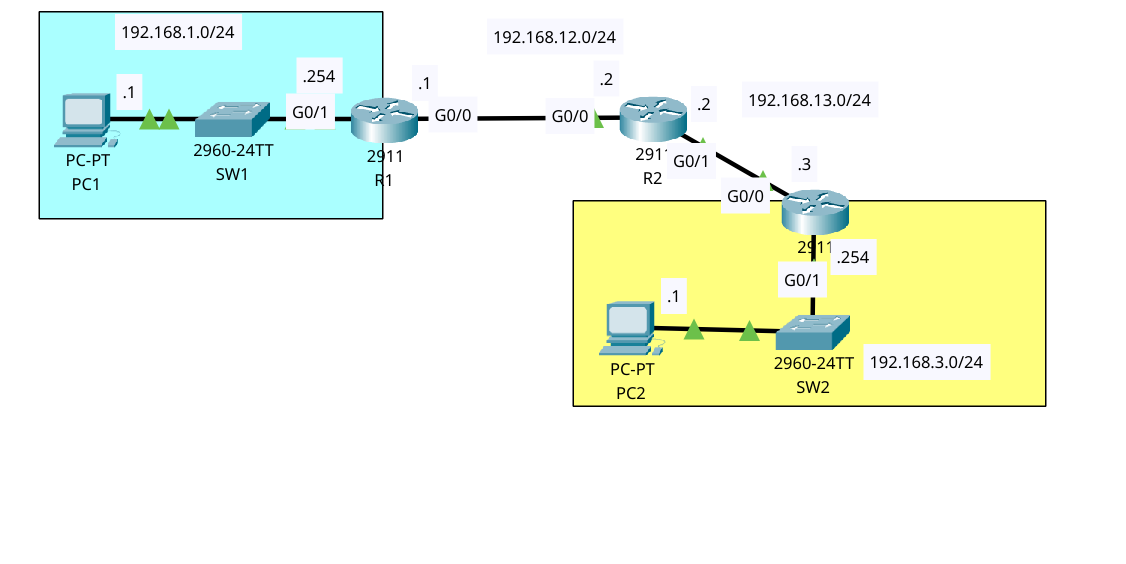 192.168.1.0/24
.1
.254
G0/1
PC-PT
PC1
2960-24TT
SW1
2911
R1
.1
G0/0
192.168.12.0/24
.2
G0/0
R2
.2
G0/1
192.168.13.0/24
.3
G0/0
2911
.254
G0/1
.1
PC-PT
PC2
2960-24TT
SW2
192.168.3.0/24